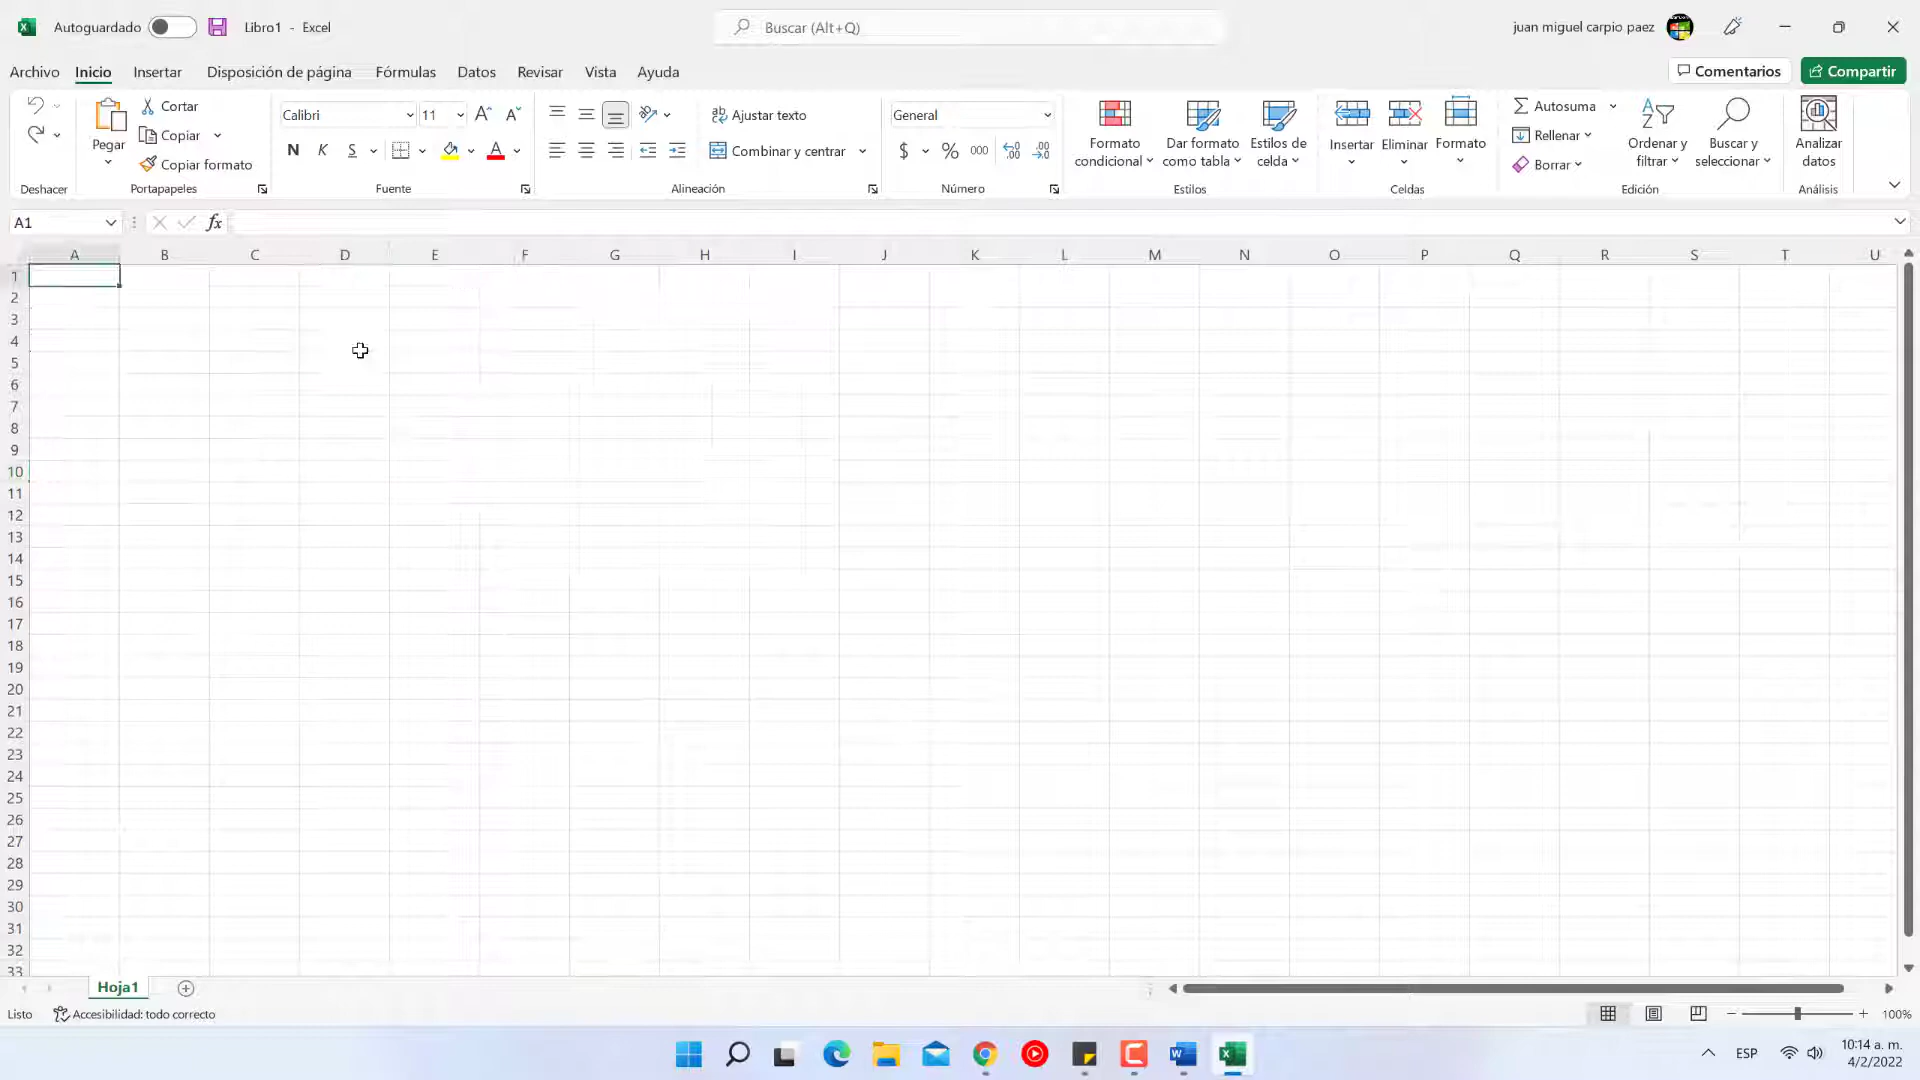 Autoguardado Libro1 - Excel Buscar (Alt+Q) juan miguel carpio paez
Archivo Inicio Insertar Disposición de página Fórmulas Datos Revisar Vista Ayuda Comentarios Compartir
Pegar Cortar Copiar Copiar formato
Calibri 11
N K S A
ab Ajustar texto
Combinar y centrar
General
$ % 000
Formato condicional
Dar formato como tabla
Estilos de celda
Insertar Eliminar Formato
Autosuma
Rellenar
Borrar
Ordenar y filtrar
Buscar y seleccionar
Analizar datos
Deshacer Portapapeles Fuente Alineación Número Estilos Celdas Edición Análisis
A1 fx
A B C D E F G H I J K L M N O P Q R S T U
1
2
3
4
5
6
7
8
9
10
11
12
13
14
15
16
17
18
19
20
21
22
23
24
25
26
27
28
29
30
31
32
33
Hoja1
Listo Accesibilidad: todo correcto 100%
ESP 10:14 a. m.
4/2/2022